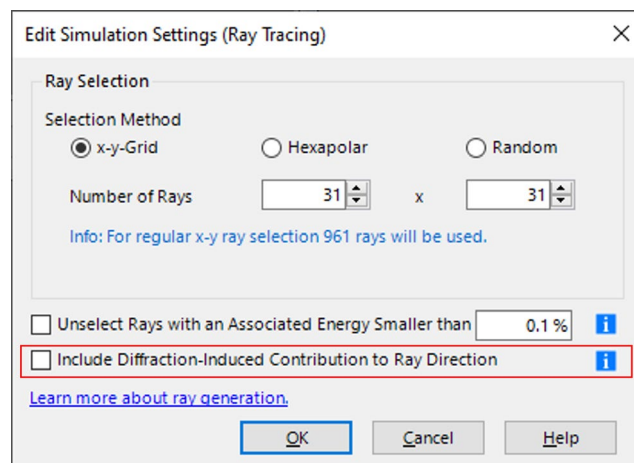 Edit Simulation Settings (Ray Tracing)
Ray Selection
Selection Method
x-y-Grid Hexapolar Random
Number of Rays 31 x 31
Info: For regular x-y ray selection 961 rays will be used.
Unselect Rays with an Associated Energy Smaller than 0.1 % i
Include Diffraction-Induced Contribution to Ray Direction i
Learn more about ray generation.
OK Cancel Help